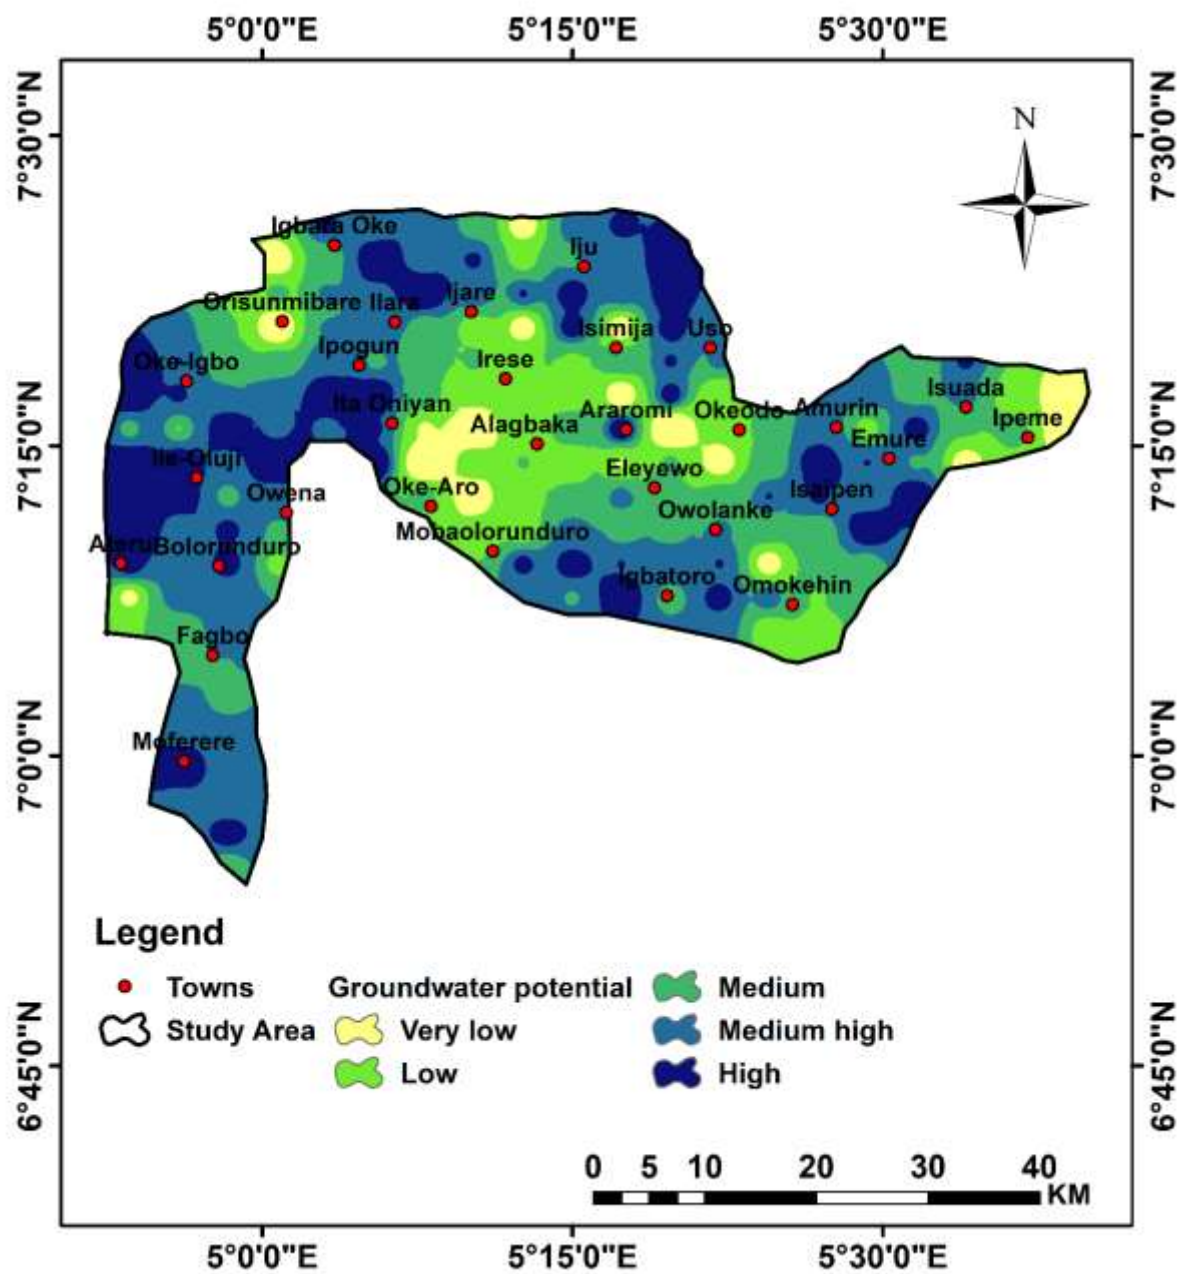 5°0'0"E 5°15'0"E 5°30'0"E
7°30'0"N 7°30'0"N
N
Igbara Oke
Iju
Orisunmibare Ilara Ijare
Isimija Uso
Oke-Igbo Ipogun Irese
Isuada
Ita Oniyan Alagbaka Araromi Okeodo Amurin Ipeme
7°15'0"N 7°15'0"N
Emure
Ile-Oluji Eleyewo
Owena Oke-Aro Isaipen
Owolanke
Bolorunduro Mobaolorunduro
Igbatoro Omokehin
Fagbo
Moferere
7°0'0"N 7°0'0"N
Legend
Towns
Study Area
Groundwater potential
Very low
Low
Medium
Medium high
High
6°45'0"N 6°45'0"N
0 5 10 20 30 40
KM
5°0'0"E 5°15'0"E 5°30'0"E